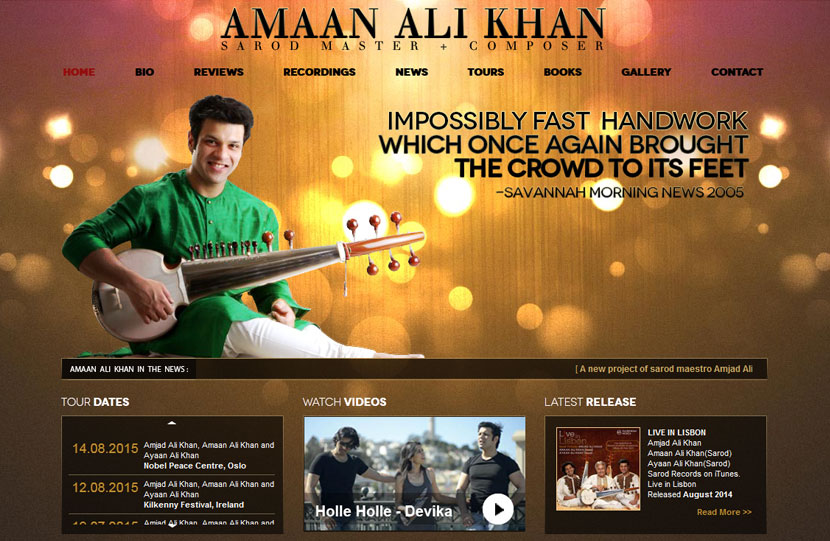 AMAAN ALI KHAN
SAROD MASTER + COMPOSER
HOME BIO REVIEWS RECORDINGS NEWS TOURS BOOKS GALLERY CONTACT
IMPOSSIBLY FAST HANDWORK
WHICH ONCE AGAIN BROUGHT
THE CROWD TO ITS FEET
–SAVANNAH MORNING NEWS 2005
AMAAN ALI KHAN IN THE NEWS:
[ A new project of sarod maestro Amjad Ali
TOUR DATES
14.08.2015
Amjad Ali Khan, Amaan Ali Khan and
Ayaan Ali Khan
Nobel Peace Centre, Oslo
12.08.2015
Amjad Ali Khan, Amaan Ali Khan and
Ayaan Ali Khan
Kilkenny Festival, Ireland
Amjad Ali Khan, Amaan Ali Khan and
WATCH VIDEOS
Holle Holle - Devika
LATEST RELEASE
Live in
Lisbon
LIVE IN LISBON
Amjad Ali Khan
Amaan Ali Khan(Sarod)
Ayaan Ali Khan(Sarod)
Sarod Records on iTunes.
Live in Lisbon
Released August 2014
Read More >>